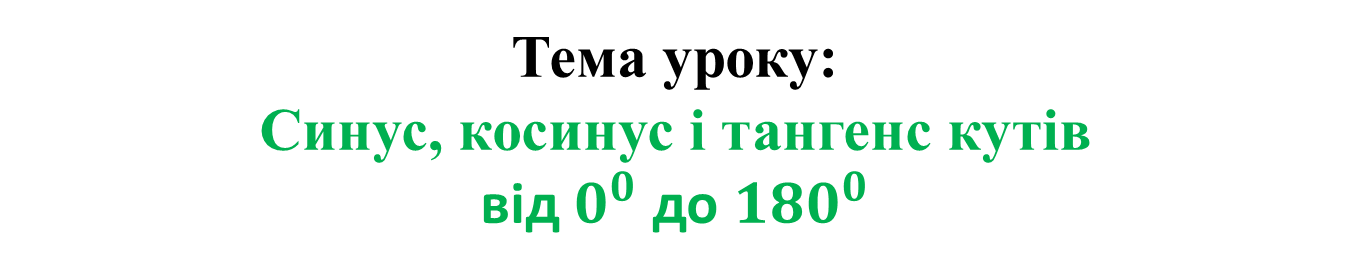 Тема уроку:
Синус, косинус і тангенс кутів
від 0⁰ до 180⁰